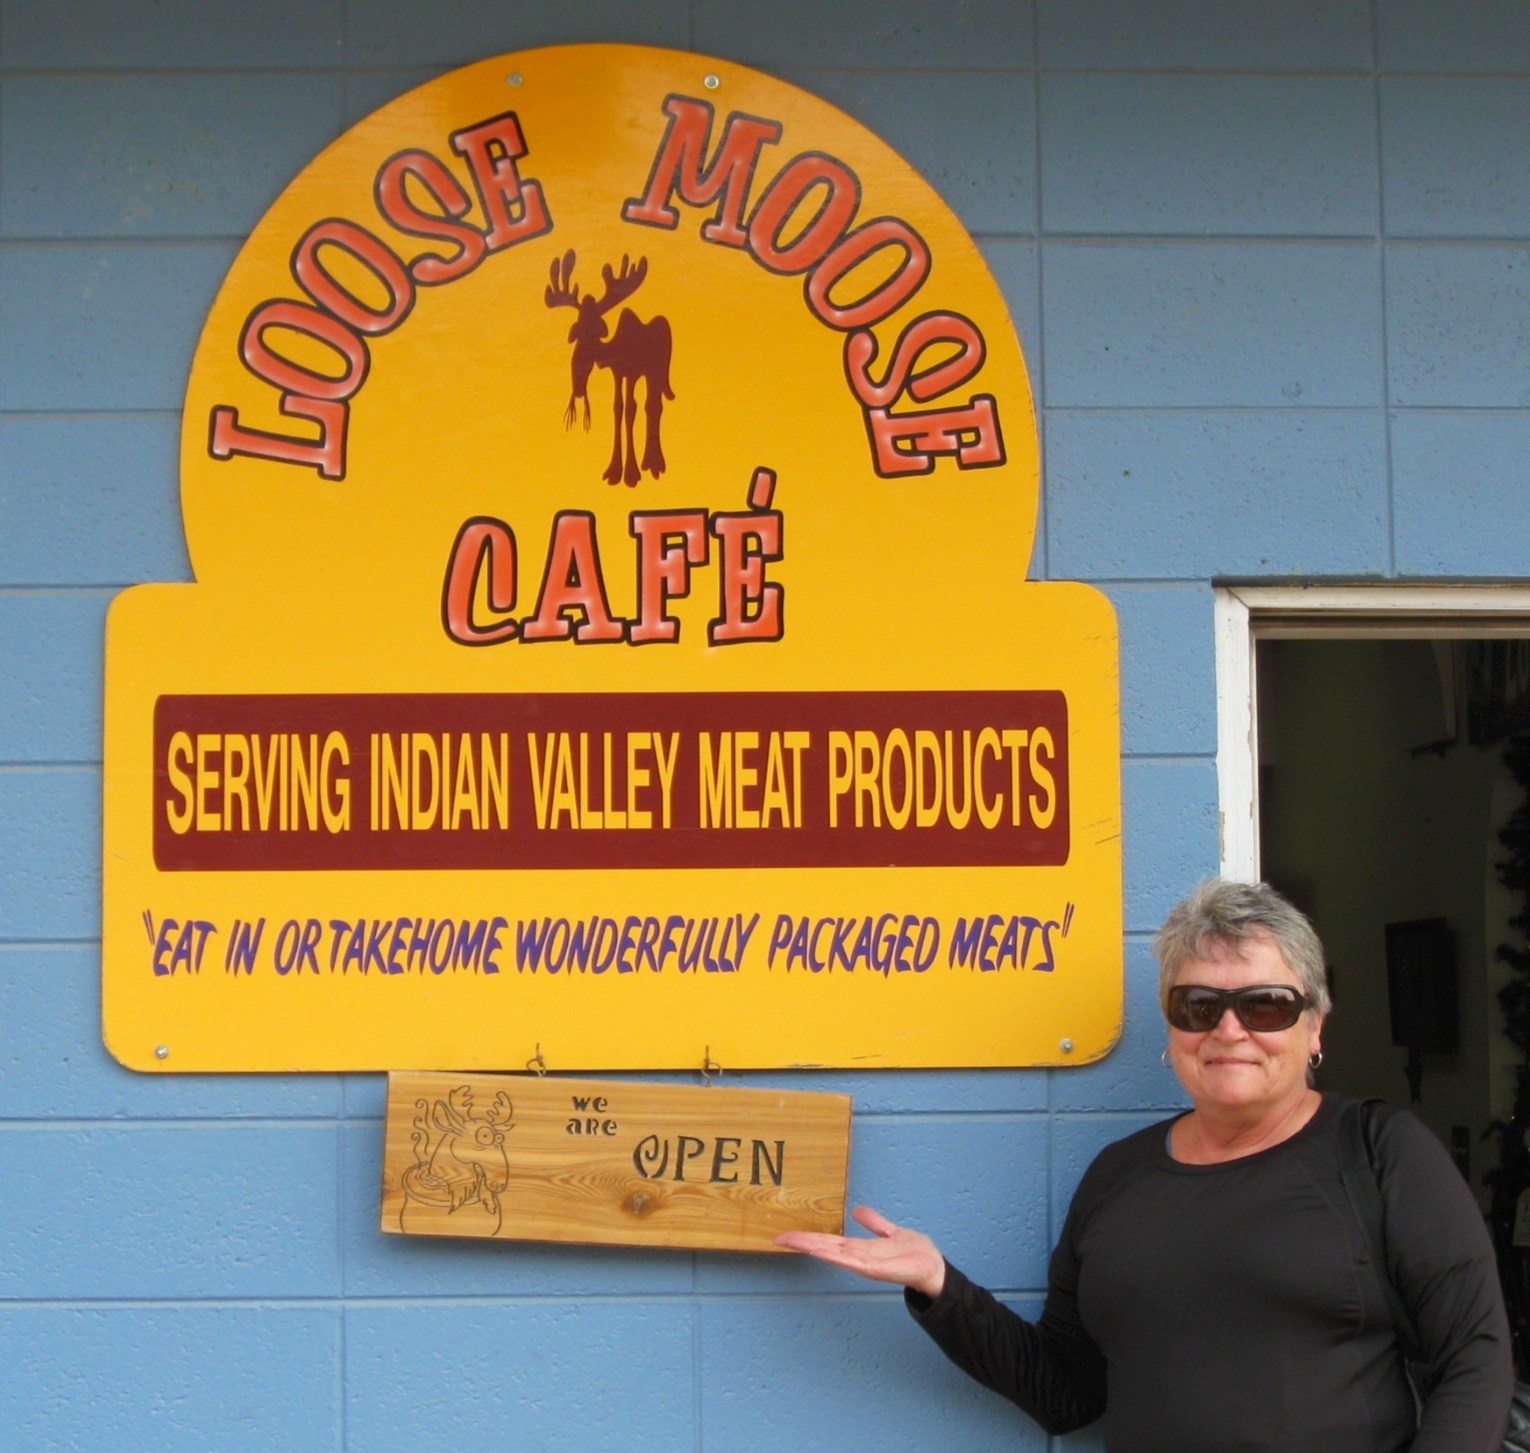 LOOSE MOOSE
CAFÉ
SERVING INDIAN VALLEY MEAT PRODUCTS
"EAT IN OR TAKEHOME WONDERFULLY PACKAGED MEATS"
we
are
OPEN